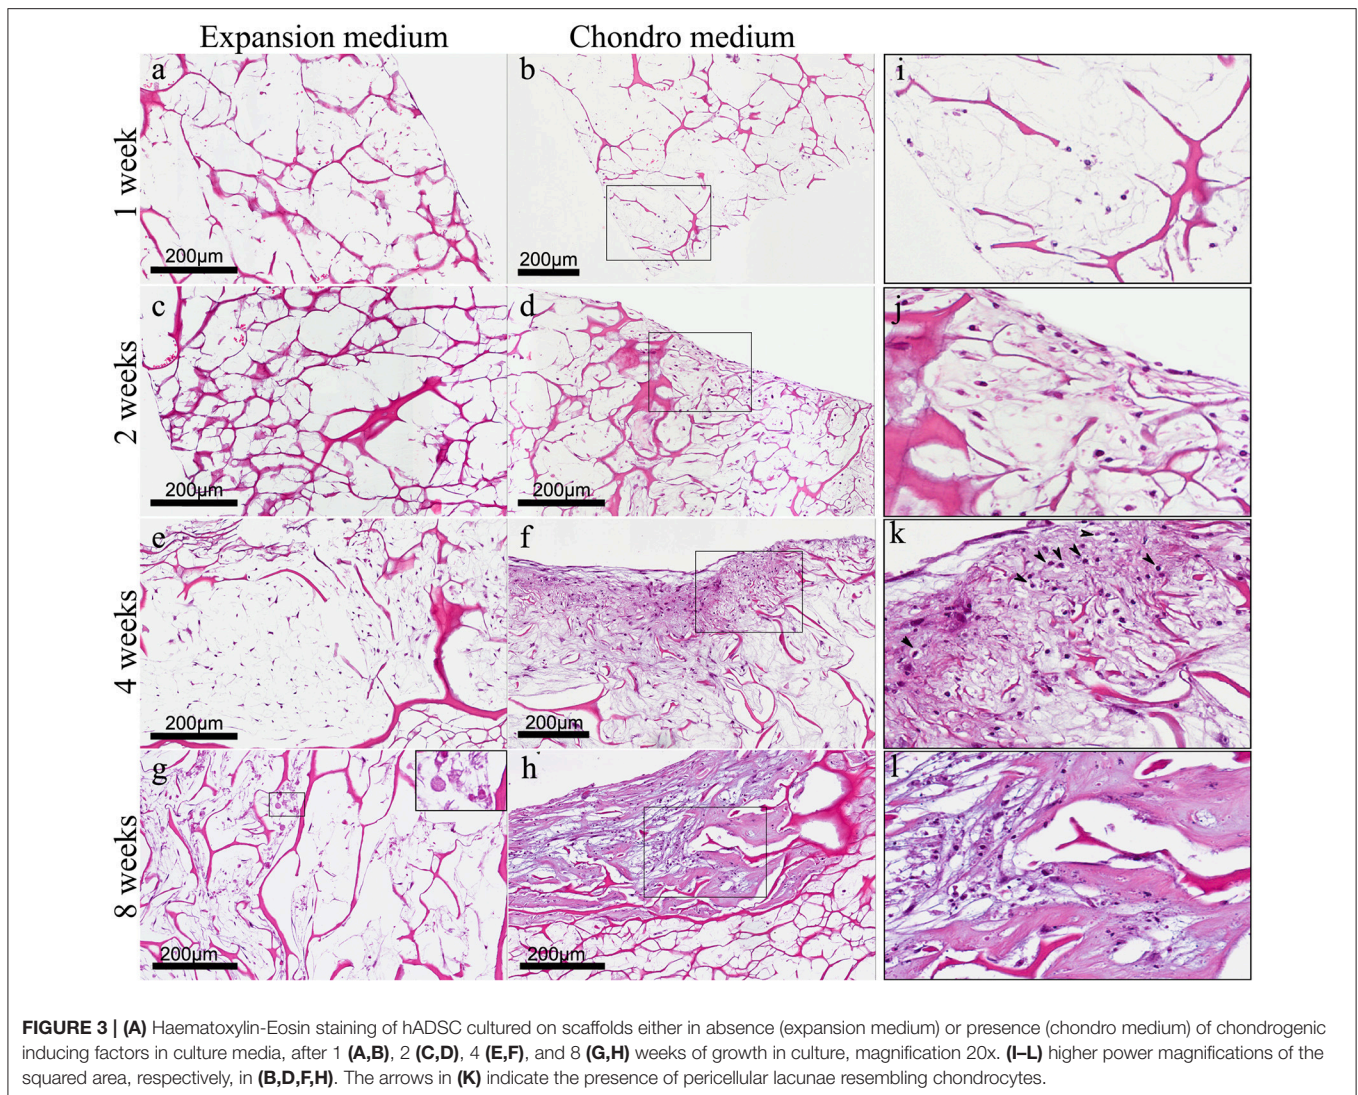 Expansion medium
Chondro medium
1 week
a
200µm
b
200µm
i
2 weeks
c
200µm
d
200µm
j
4 weeks
e
200µm
f
200µm
k
8 weeks
g
200µm
h
200µm
l
FIGURE 3 | (A) Haematoxylin-Eosin staining of hADSC cultured on scaffolds either in absence (expansion medium) or presence (chondro medium) of chondrogenic
inducing factors in culture media, after 1 (A,B), 2 (C,D), 4 (E,F), and 8 (G,H) weeks of growth in culture, magnification 20x. (I–L) higher power magnifications of the
squared area, respectively, in (B,D,F,H). The arrows in (K) indicate the presence of pericellular lacunae resembling chondrocytes.